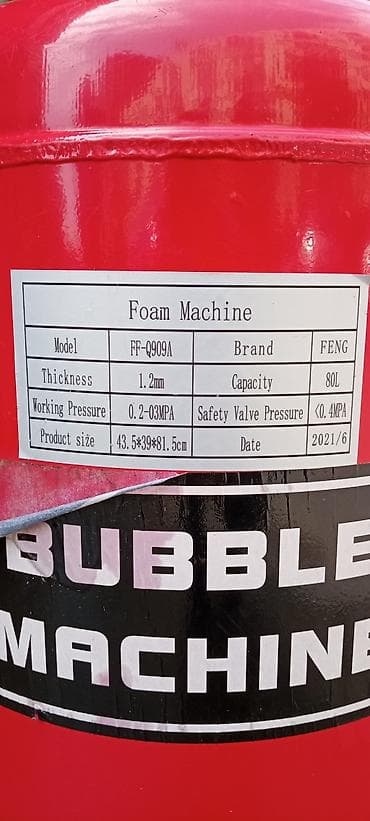 Foam Machine
Model FF-Q909A Brand FENG
Thickness 1.2mm Capacity 80L
Working Pressure 0.2-03MPA Safety Valve Pressure <0.4MPA
Product size 43.5*39*81.5cm Date 2021/6
BUBBLE
MACHINE